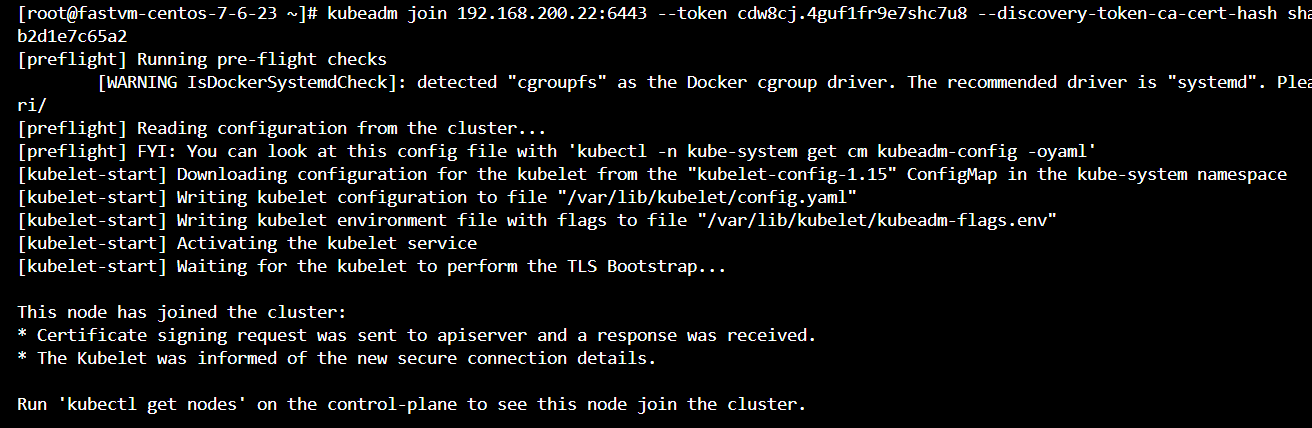 [root@fastvm-centos-7-6-23 ~]# kubeadm join 192.168.200.22:6443 --token cdw8cj.4guf1fr9e7shc7u8 --discovery-token-ca-cert-hash sha
b2d1e7c65a2
[preflight] Running pre-flight checks
[WARNING IsDockerSystemdCheck]: detected "cgroupfs" as the Docker cgroup driver. The recommended driver is "systemd". Plea
ri/
[preflight] Reading configuration from the cluster...
[preflight] FYI: You can look at this config file with 'kubectl -n kube-system get cm kubeadm-config -oyaml'
[kubelet-start] Downloading configuration for the kubelet from the "kubelet-config-1.15" ConfigMap in the kube-system namespace
[kubelet-start] Writing kubelet configuration to file "/var/lib/kubelet/config.yaml"
[kubelet-start] Writing kubelet environment file with flags to file "/var/lib/kubelet/kubeadm-flags.env"
[kubelet-start] Activating the kubelet service
[kubelet-start] Waiting for the kubelet to perform the TLS Bootstrap...
This node has joined the cluster:
* Certificate signing request was sent to apiserver and a response was received.
* The Kubelet was informed of the new secure connection details.
Run 'kubectl get nodes' on the control-plane to see this node join the cluster.